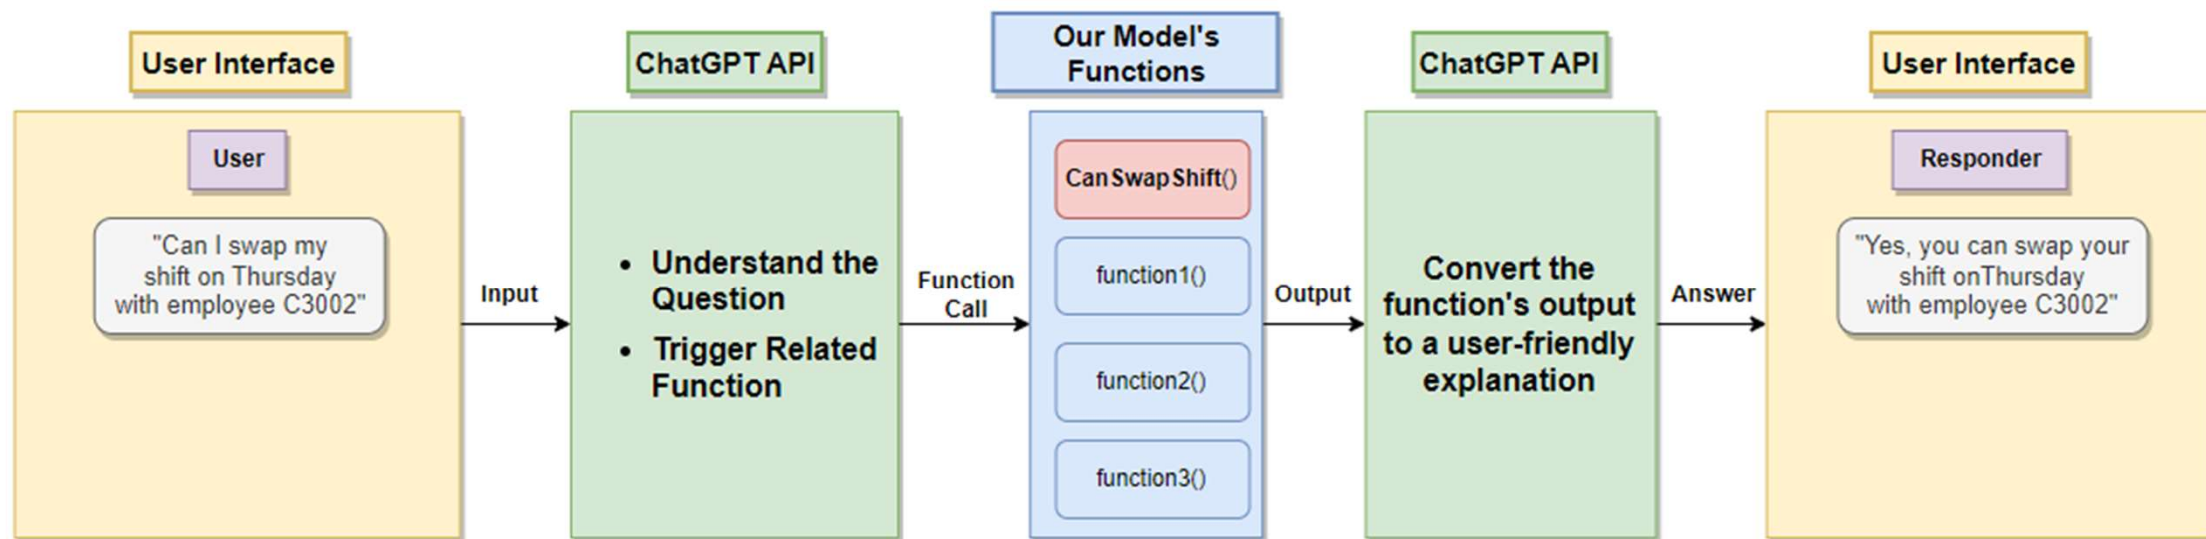 User Interface
User
"Can I swap my
shift on Thursday
with employee C3002"
Input
ChatGPT API
• Understand the
Question
• Trigger Related
Function
Function
Call
Our Model's
Functions
CanSwapShift()
function1()
function2()
function3()
Output
ChatGPT API
Convert the
function's output
to a user-friendly
explanation
Answer
User Interface
Responder
"Yes, you can swap your
shift onThursday
with employee C3002"